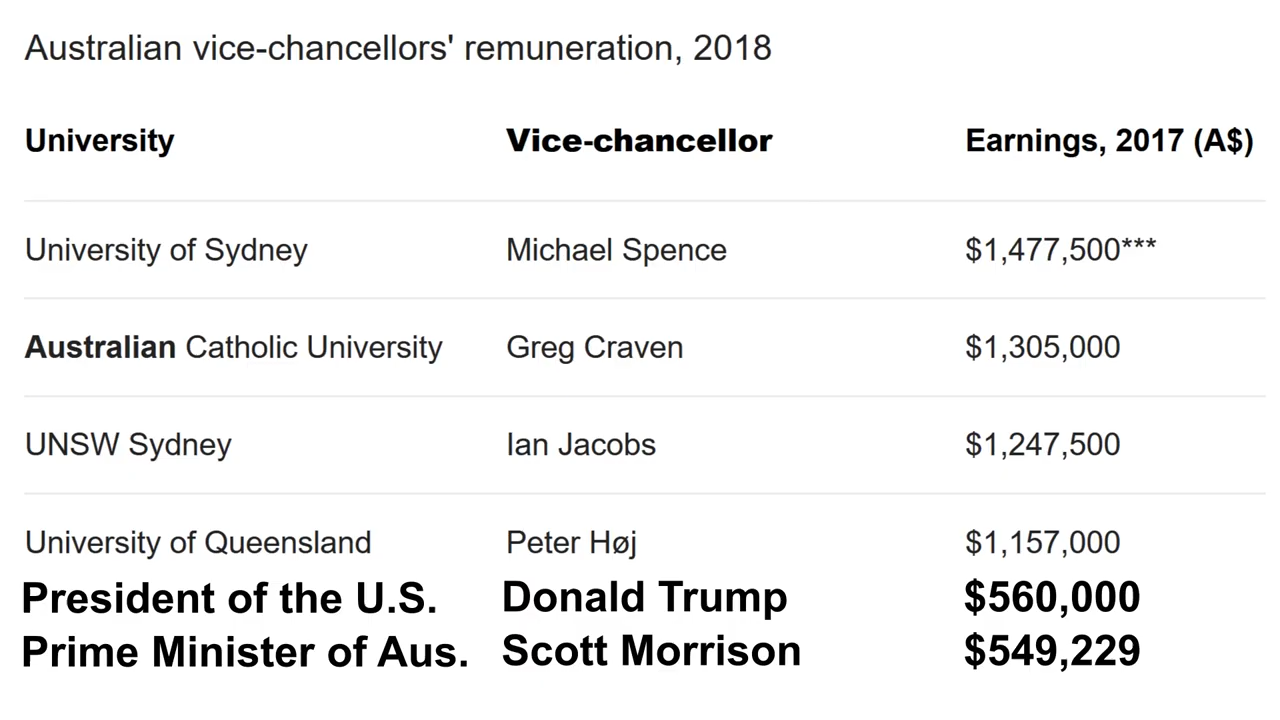 Australian vice-chancellors' remuneration, 2018
University Vice-chancellor Earnings, 2017 (A$)
University of Sydney Michael Spence $1,477,500***
Australian Catholic University Greg Craven $1,305,000
UNSW Sydney Ian Jacobs $1,247,500
University of Queensland Peter Høj $1,157,000
President of the U.S. Donald Trump $560,000
Prime Minister of Aus. Scott Morrison $549,229